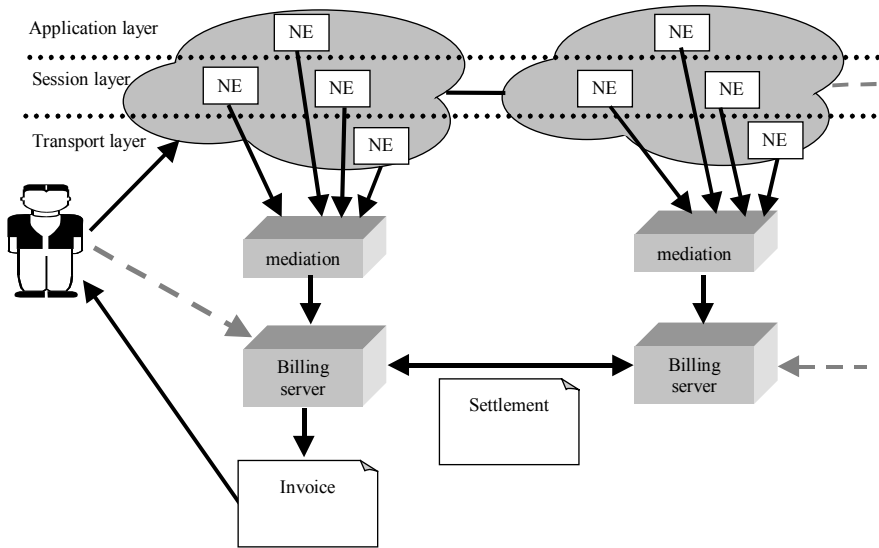 Application layer
NE
NE
Session layer
NE
NE
NE
NE
Transport layer
NE
NE
mediation
mediation
Billing
server
Billing
server
Settlement
Invoice